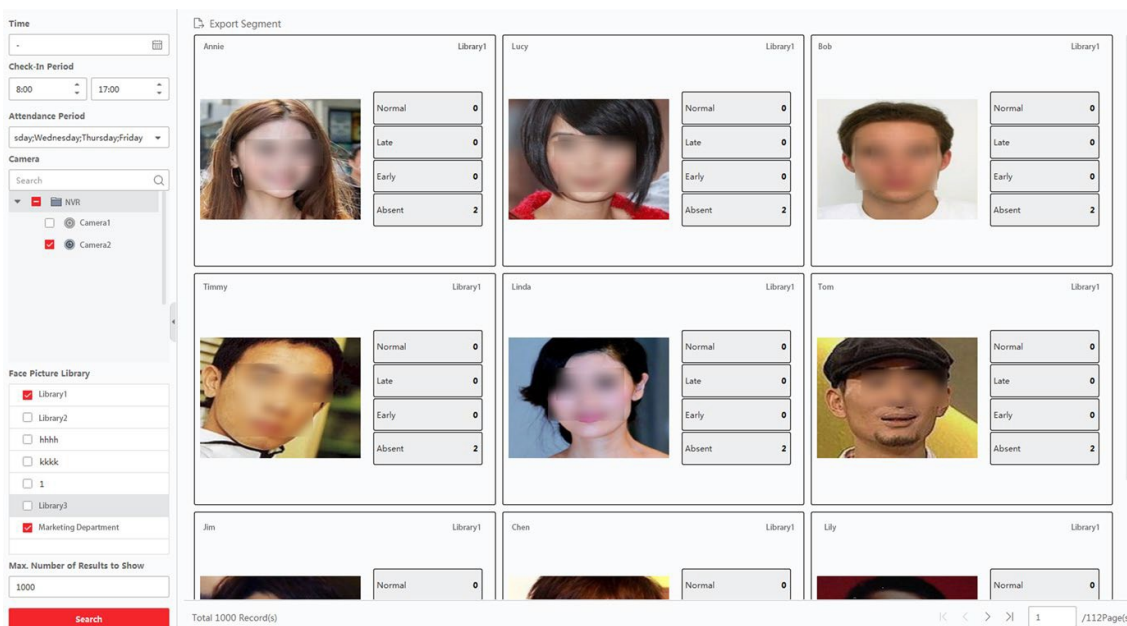 Time
-
Check-In Period
8:00 17:00
Attendance Period
sday;Wednesday;Thursday;Friday
Camera
Search
NVR
Camera1
Camera2
Face Picture Library
Library1
Library2
hhhh
kkkk
1
Library3
Marketing Department
Max. Number of Results to Show
1000
Search
Export Segment
Annie Library1
Normal 0
Late 0
Early 0
Absent 2
Lucy Library1
Normal 0
Late 0
Early 0
Absent 2
Bob Library1
Normal 0
Late 0
Early 0
Absent 2
Timmy Library1
Normal 0
Late 0
Early 0
Absent 2
Linda Library1
Normal 0
Late 0
Early 0
Absent 2
Tom Library1
Normal 0
Late 0
Early 0
Absent 2
Jim Library1
Normal 0
Chen Library1
Normal 0
Lily Library1
Normal 0
Total 1000 Record(s)
1 /112Page(s